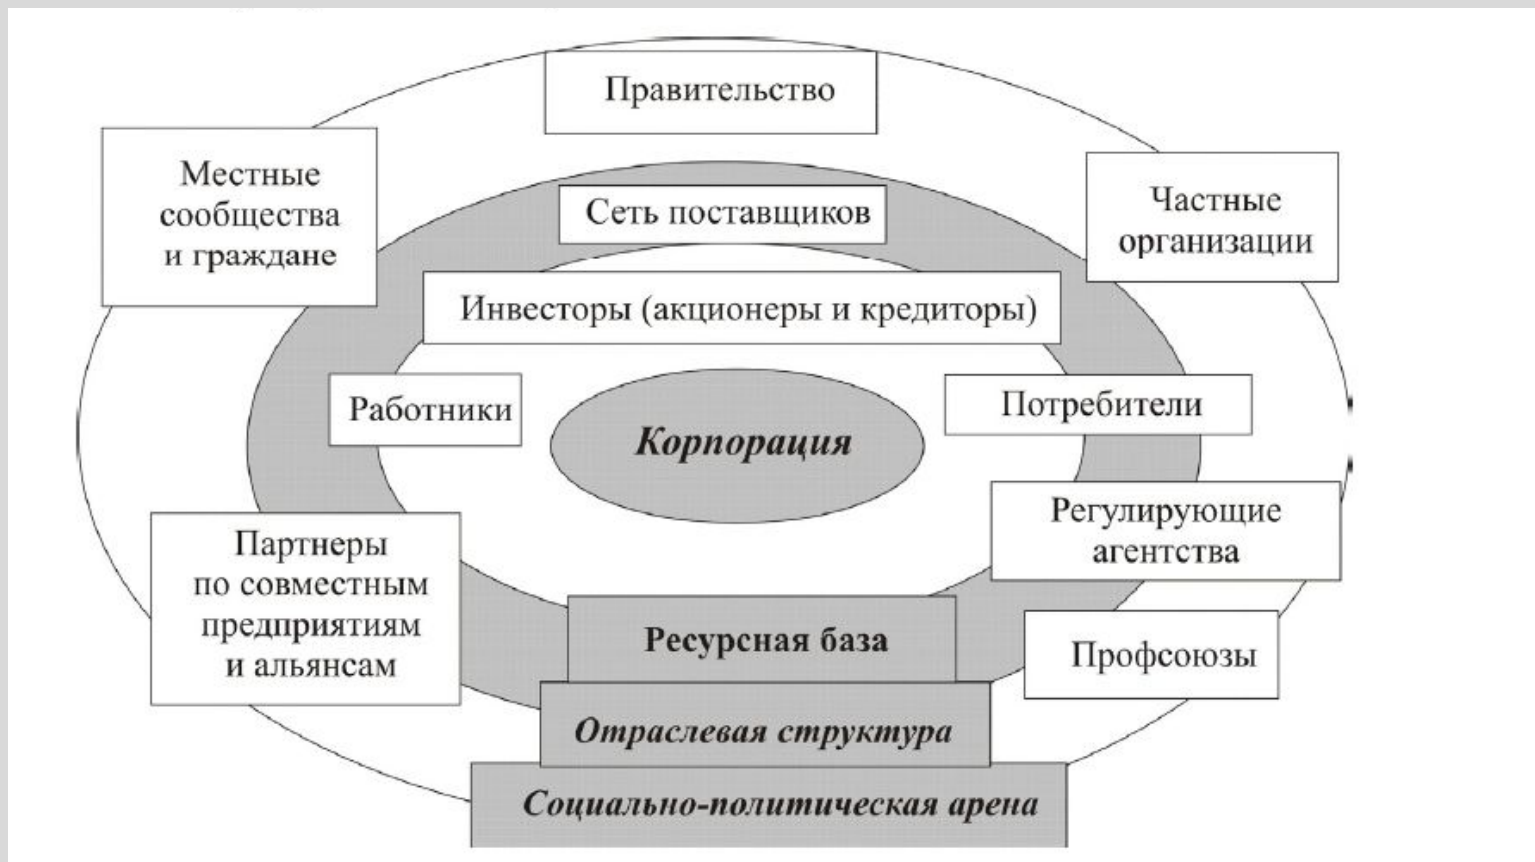 Правительство
Местные
сообщества
и граждане
Частные
организации
Сеть поставщиков
Инвесторы (акционеры и кредиторы)
Работники
Потребители
Корпорация
Регулирующие
агентства
Партнеры
по совместным
предприятиям
и альянсам
Ресурсная база
Профсоюзы
Отраслевая структура
Социально-политическая арена